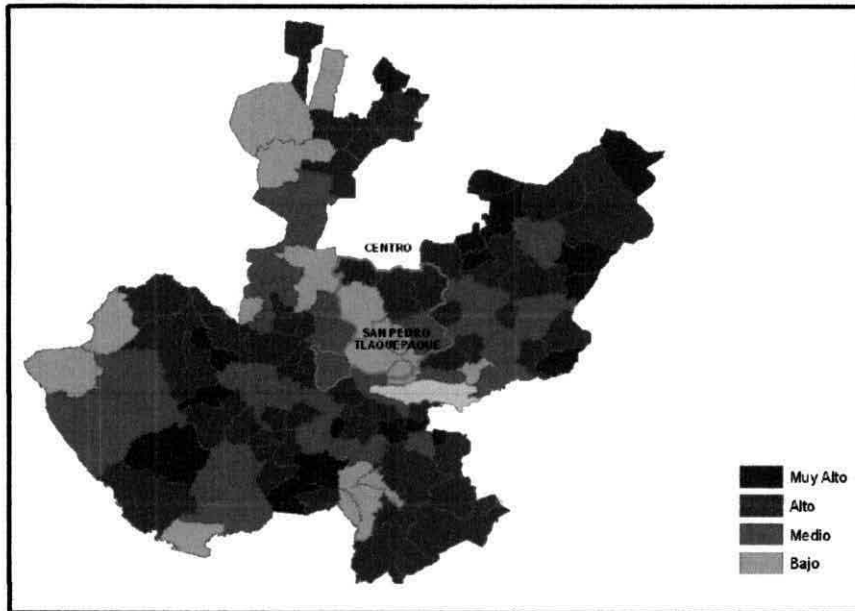 CENTRO
SAN PEDRO
TLAQUEPAQUE
Muy Alto
Alto
Medio
Bajo